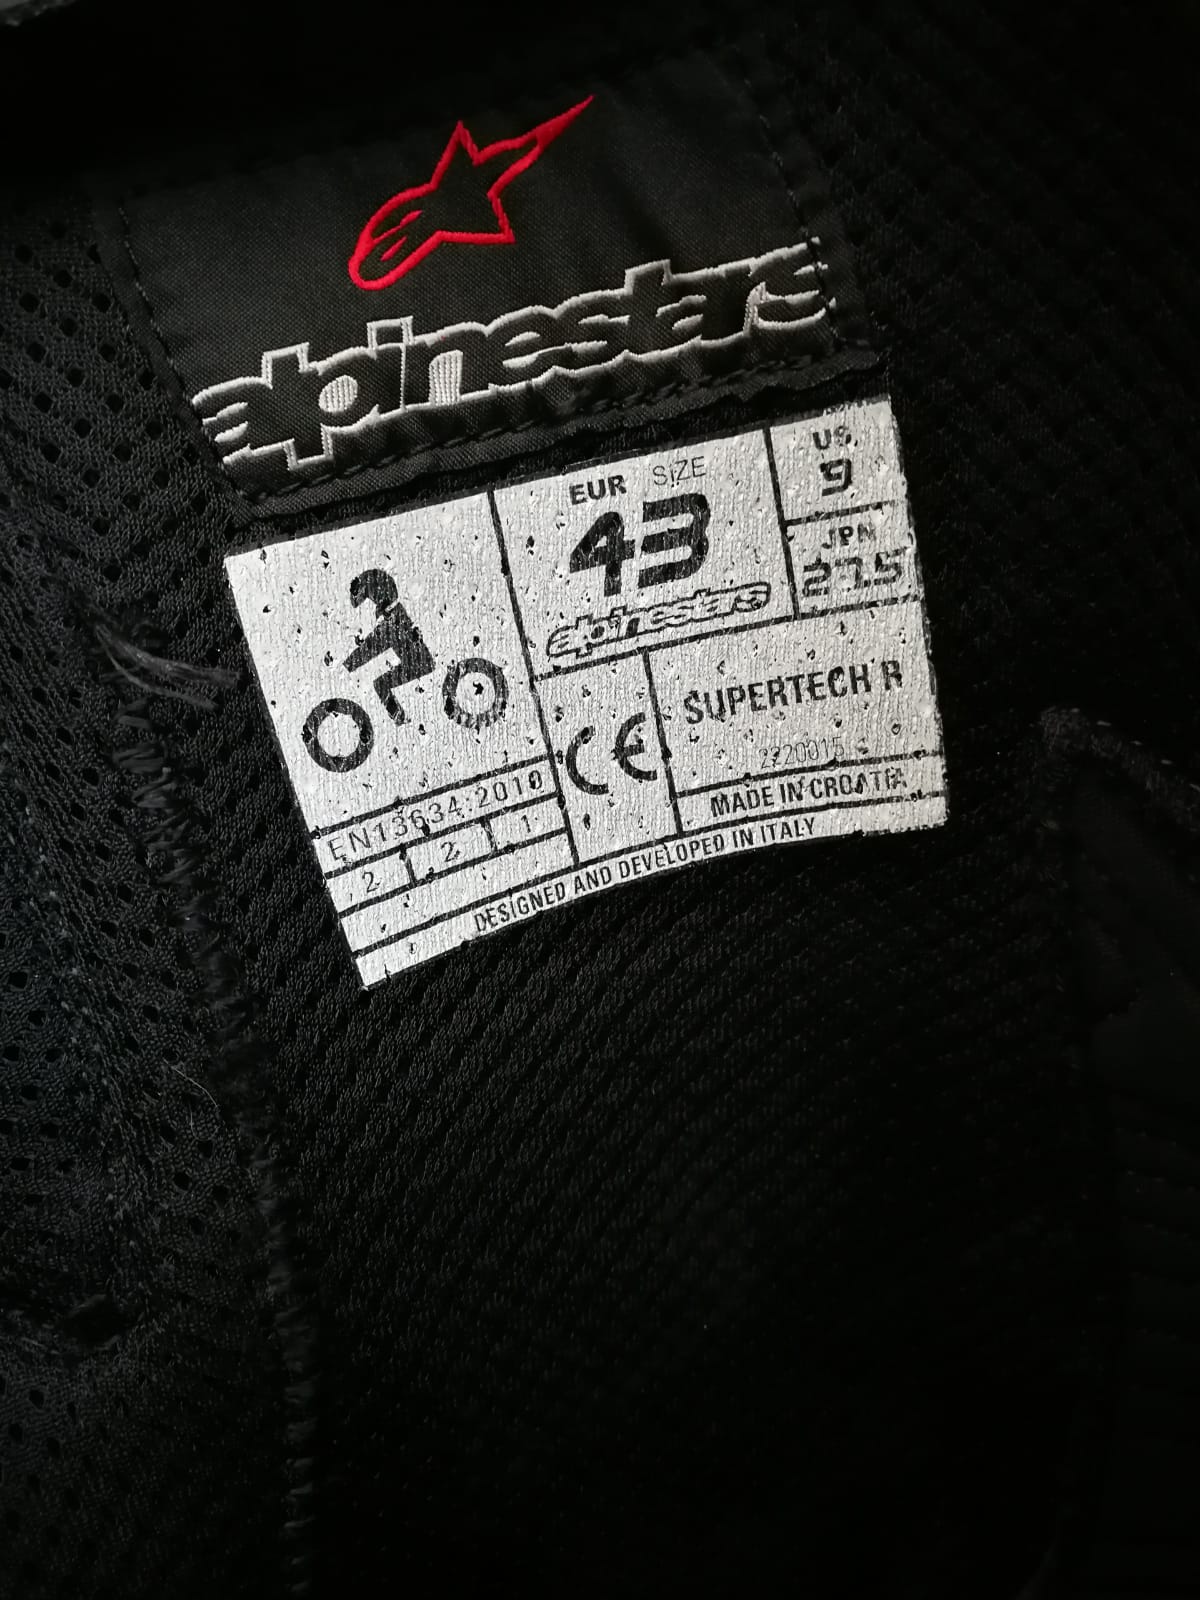 alpinestars
EUR SIZE
43
alpinestars
US
9
JPN
27.5
CE
SUPERTECH R
2220015
MADE IN CROATIA
EN13634:2010
2 2 1
DESIGNED AND DEVELOPED IN ITALY